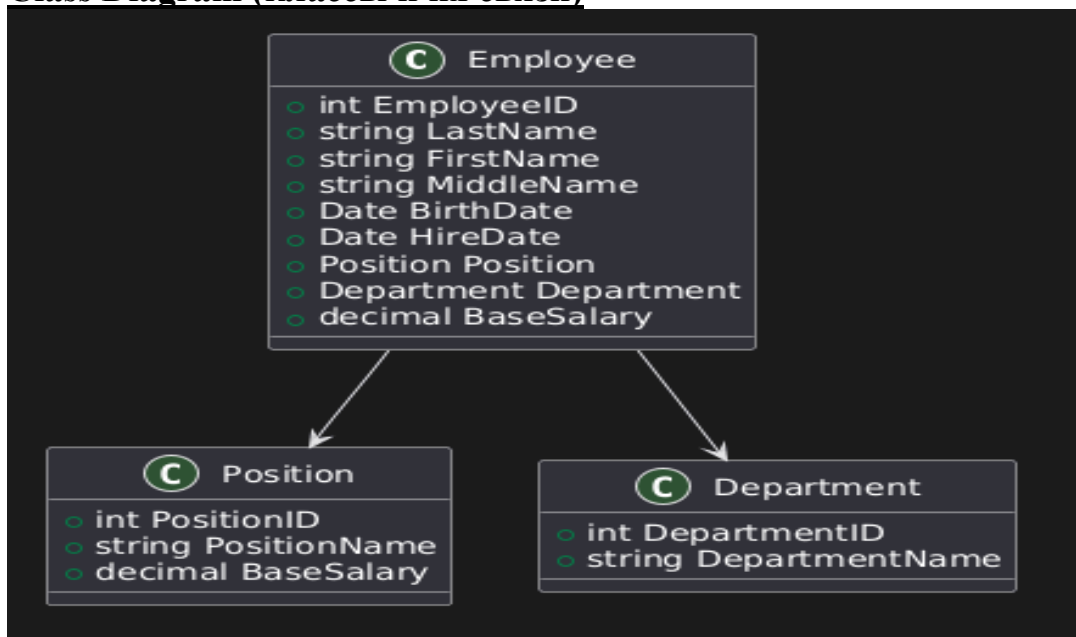 C Employee
int EmployeeID
string LastName
string FirstName
string MiddleName
Date BirthDate
Date HireDate
Position Position
Department Department
decimal BaseSalary
C Position
int PositionID
string PositionName
decimal BaseSalary
C Department
int DepartmentID
string DepartmentName